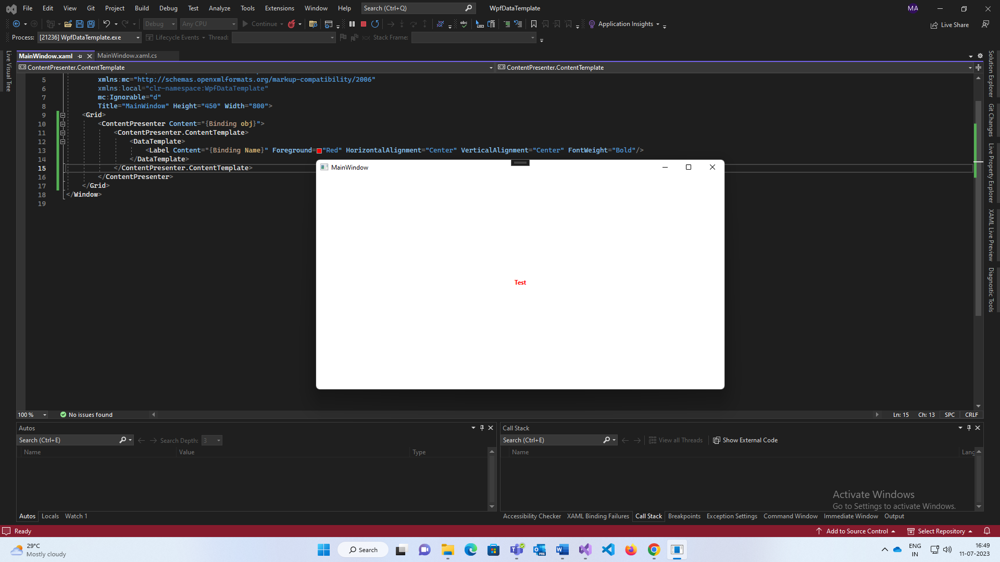 File Edit View Git Project Build Debug Test Analyze Tools Extensions Window Help Search (Ctrl+Q) WpfDataTemplate MA
Debug Any CPU Continue Application Insights Live Share
Process: [21236] WpfDataTemplate.exe Lifecycle Events Thread: Stack Frame:
MainWindow.xaml MainWindow.xaml.cs
ContentPresenter.ContentTemplate ContentPresenter.ContentTemplate
5 xmlns:mc="http://schemas.openxmlformats.org/markup-compatibility/2006"
6 xmlns:local="clr-namespace:WpfDataTemplate"
7 mc:Ignorable="d"
8 Title="MainWindow" Height="450" Width="800">
9 <Grid>
10 <ContentPresenter Content="{Binding obj}">
11 <ContentPresenter.ContentTemplate>
12 <DataTemplate>
13 <Label Content="{Binding Name}" Foreground="Red" HorizontalAlignment="Center" VerticalAlignment="Center" FontWeight="Bold"/>
14 </DataTemplate>
15 </ContentPresenter.ContentTemplate>
16 </ContentPresenter>
17 </Grid>
18 </Window>
19
MainWindow
Test
Live Visual Tree
Solution Explorer
Git Changes
Live Property Explorer
XAML Live Preview
Diagnostic Tools
100 % No issues found Ln: 15 Ch: 13 SPC CRLF
Autos
Search (Ctrl+E) Search Depth: 3
Name Value Type
Autos Locals Watch 1
Call Stack
Search (Ctrl+E) View all Threads Show External Code
Name Lang
Activate Windows
Go to Settings to activate Windows.
Accessibility Checker XAML Binding Failures Call Stack Breakpoints Exception Settings Command Window Immediate Window Output
Ready Add to Source Control Select Repository
29°C
Mostly cloudy
Search
ENG
IN
16:49
11-07-2023